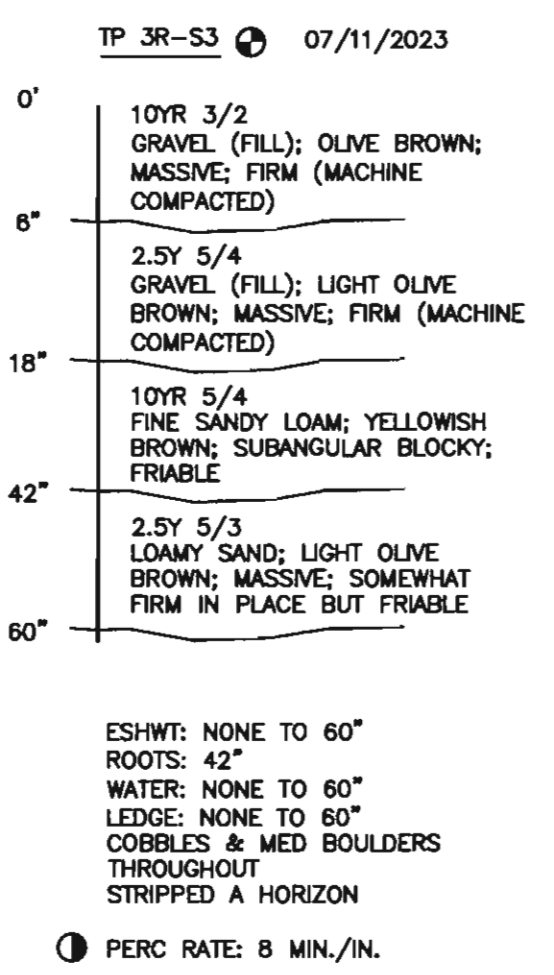 TP 3R-S3 07/11/2023
0'
10YR 3/2
GRAVEL (FILL); OLIVE BROWN;
MASSIVE; FIRM (MACHINE
COMPACTED)
6"
2.5Y 5/4
GRAVEL (FILL); LIGHT OLIVE
BROWN; MASSIVE; FIRM (MACHINE
COMPACTED)
18"
10YR 5/4
FINE SANDY LOAM; YELLOWISH
BROWN; SUBANGULAR BLOCKY;
FRIABLE
42"
2.5Y 5/3
LOAMY SAND; LIGHT OLIVE
BROWN; MASSIVE; SOMEWHAT
FIRM IN PLACE BUT FRIABLE
60"
ESHWT: NONE TO 60"
ROOTS: 42"
WATER: NONE TO 60"
LEDGE: NONE TO 60"
COBBLES & MED BOULDERS
THROUGHOUT
STRIPPED A HORIZON
PERC RATE: 8 MIN./IN.